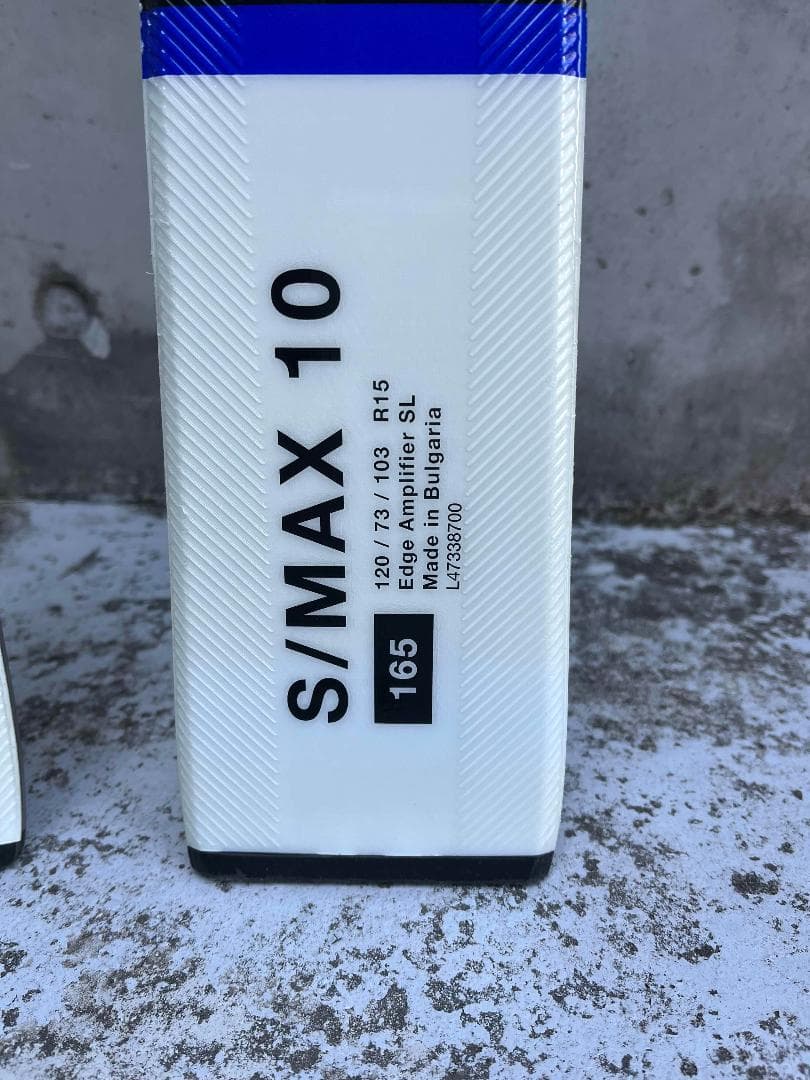 S/MAX 10
165
120 / 73 / 103 R15
Edge Amplifier SL
Made in Bulgaria
L47338700